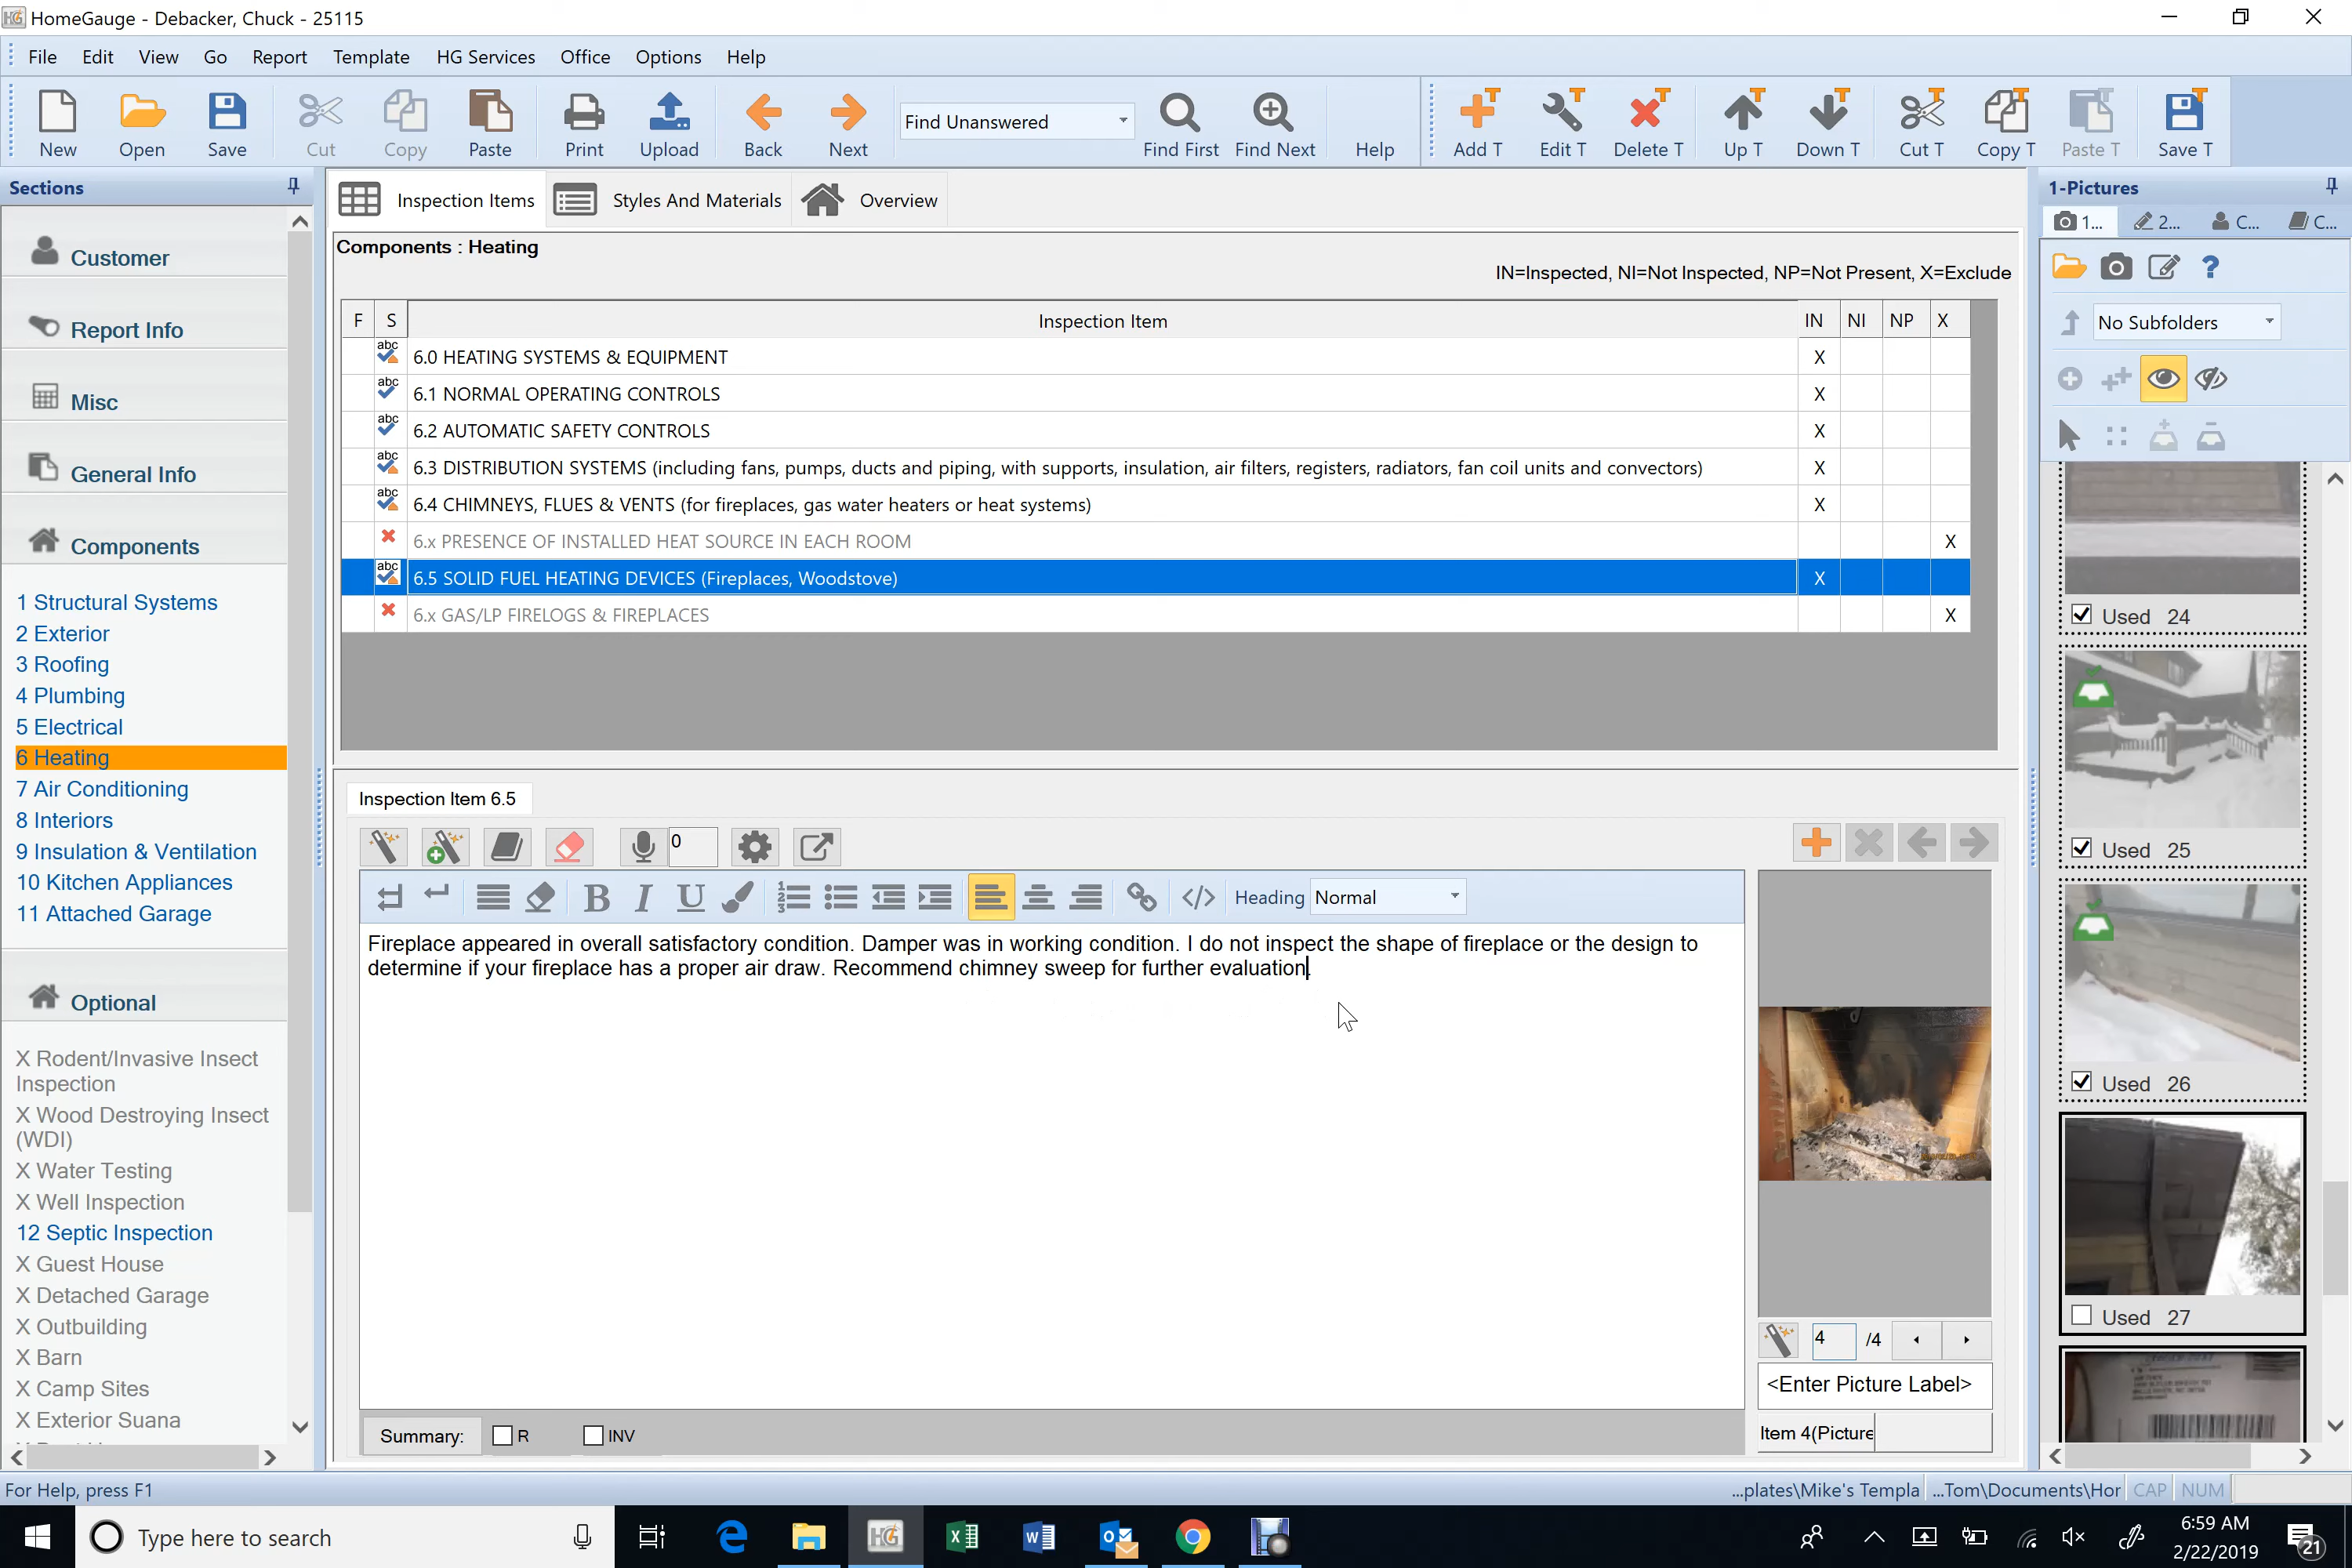 HomeGauge - Debacker, Chuck - 25115
File Edit View Go Report Template HG Services Office Options Help
New Open Save Cut Copy Paste Print Upload Back Next Find Unanswered Find First Find Next Help Add T Edit T Delete T Up T Down T Cut T Copy T Paste T Save T
Sections
Customer
Report Info
Misc
General Info
Components
1 Structural Systems
2 Exterior
3 Roofing
4 Plumbing
5 Electrical
6 Heating
7 Air Conditioning
8 Interiors
9 Insulation & Ventilation
10 Kitchen Appliances
11 Attached Garage
Optional
X Rodent/Invasive Insect
Inspection
X Wood Destroying Insect
(WDI)
X Water Testing
X Well Inspection
12 Septic Inspection
X Guest House
X Detached Garage
X Outbuilding
X Barn
X Camp Sites
X Exterior Suana
Inspection Items Styles And Materials Overview
Components : Heating
IN=Inspected, NI=Not Inspected, NP=Not Present, X=Exclude
F S Inspection Item IN NI NP X
abc 6.0 HEATING SYSTEMS & EQUIPMENT X
abc 6.1 NORMAL OPERATING CONTROLS X
abc 6.2 AUTOMATIC SAFETY CONTROLS X
abc 6.3 DISTRIBUTION SYSTEMS (including fans, pumps, ducts and piping, with supports, insulation, air filters, registers, radiators, fan coil units and convectors) X
abc 6.4 CHIMNEYS, FLUES & VENTS (for fireplaces, gas water heaters or heat systems) X
6.x PRESENCE OF INSTALLED HEAT SOURCE IN EACH ROOM X
abc 6.5 SOLID FUEL HEATING DEVICES (Fireplaces, Woodstove) X
6.x GAS/LP FIRELOGS & FIREPLACES X
Inspection Item 6.5
0
B I U Heading Normal
Fireplace appeared in overall satisfactory condition. Damper was in working condition. I do not inspect the shape of fireplace or the design to
determine if your fireplace has a proper air draw. Recommend chimney sweep for further evaluation.
4 /4
<Enter Picture Label>
Item 4(Picture
Summary: R INV
1-Pictures
1... 2... C... C...
No Subfolders
Used 24
Used 25
Used 26
Used 27
For Help, press F1
...plates\Mike's Templa ...Tom\Documents\Hor CAP NUM
Type here to search
6:59 AM
2/22/2019
21